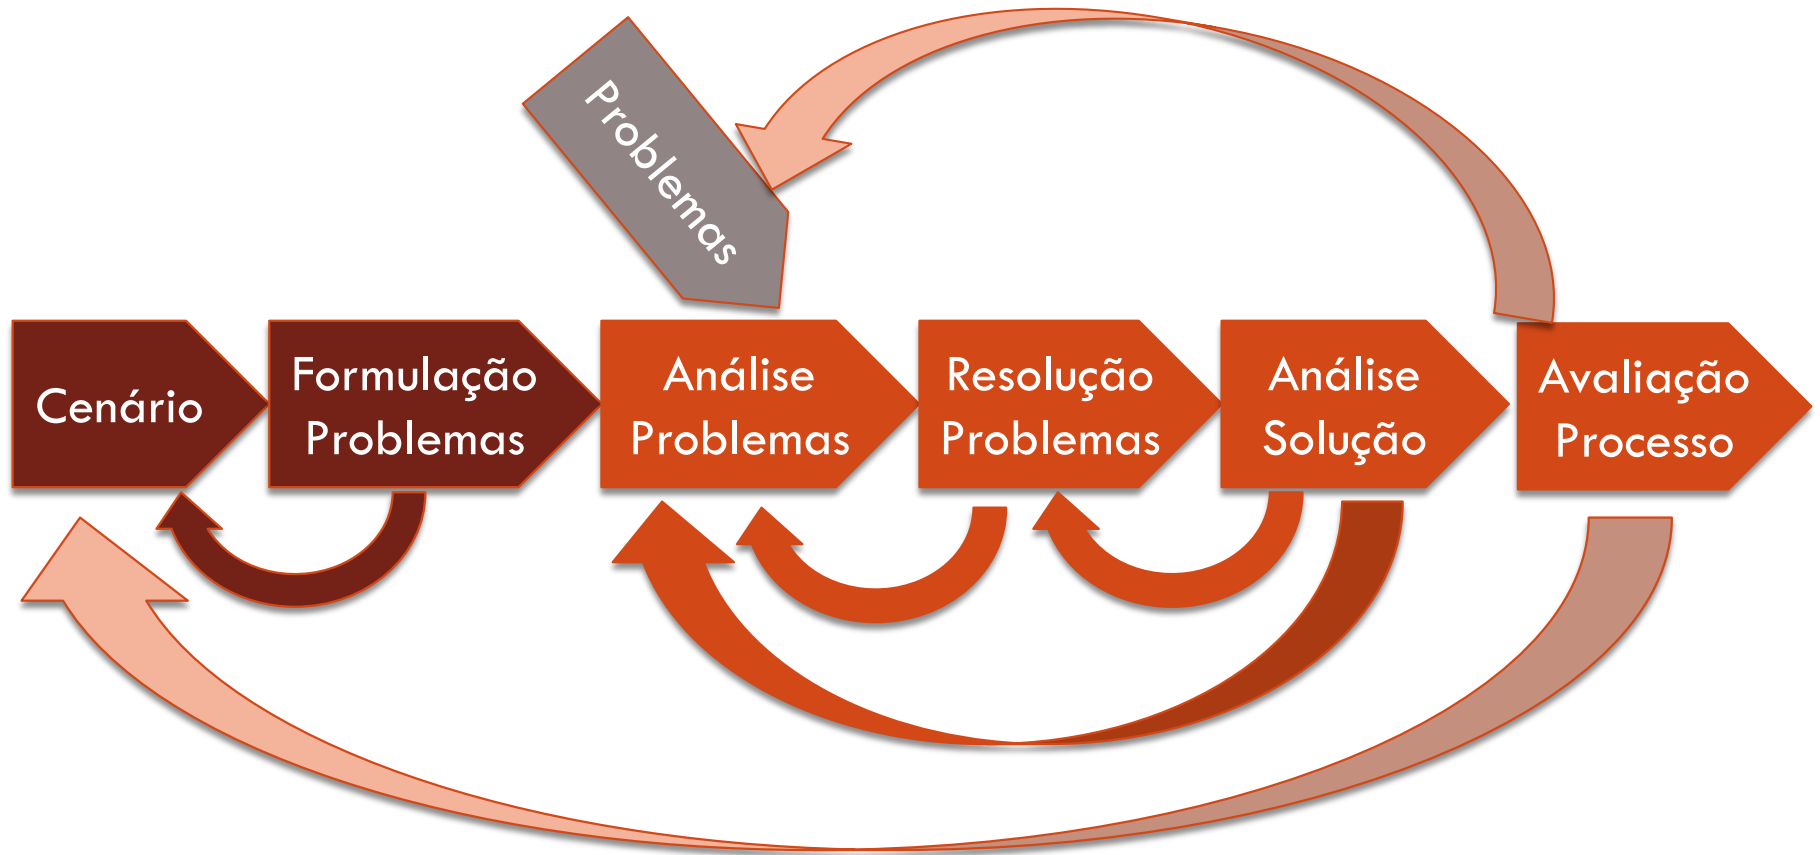 Problemas
Cenário
Formulação
Problemas
Análise
Problemas
Resolução
Problemas
Análise
Solução
Avaliação
Processo